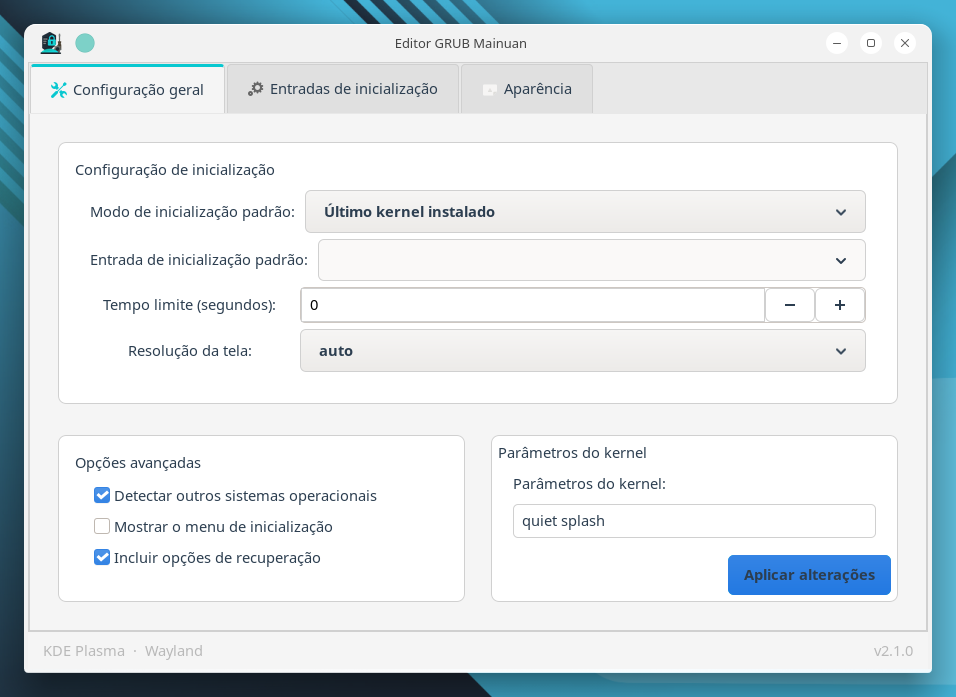 Editor GRUB Mainuan
Configuração geral
Entradas de inicialização
Aparência
Configuração de inicialização
Modo de inicialização padrão: Último kernel instalado
Entrada de inicialização padrão:
Tempo limite (segundos): 0
Resolução da tela: auto
Opções avançadas
Detectar outros sistemas operacionais
Mostrar o menu de inicialização
Incluir opções de recuperação
Parâmetros do kernel
Parâmetros do kernel:
quiet splash
Aplicar alterações
KDE Plasma · Wayland
v2.1.0